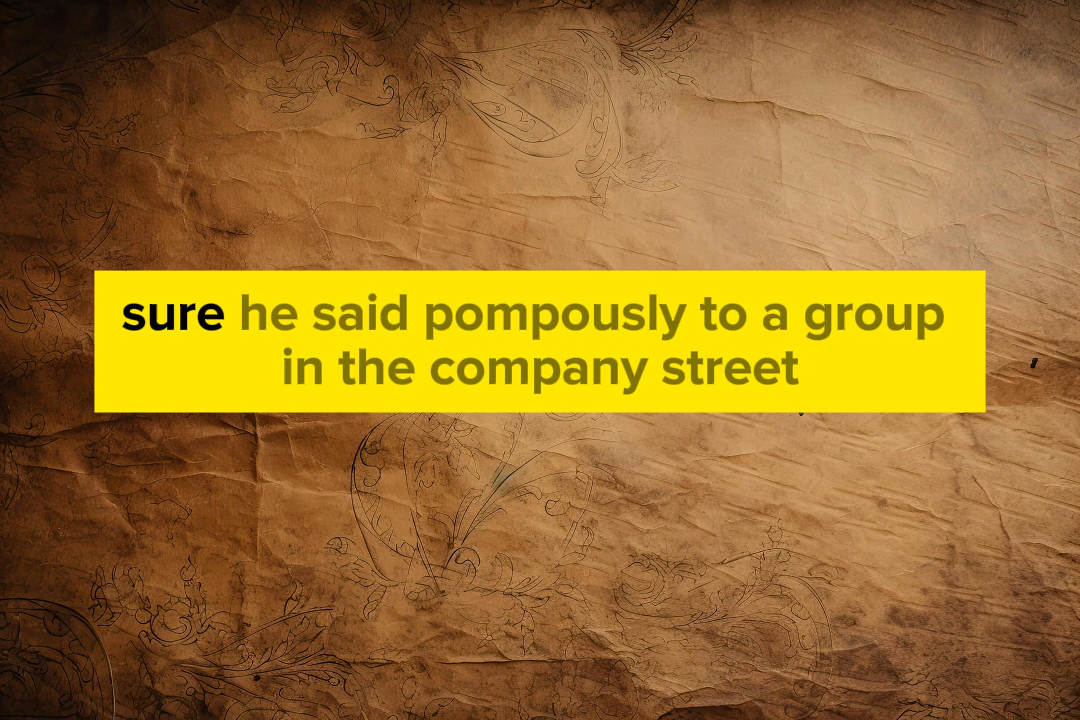 sure he said pompously to a group
in the company street